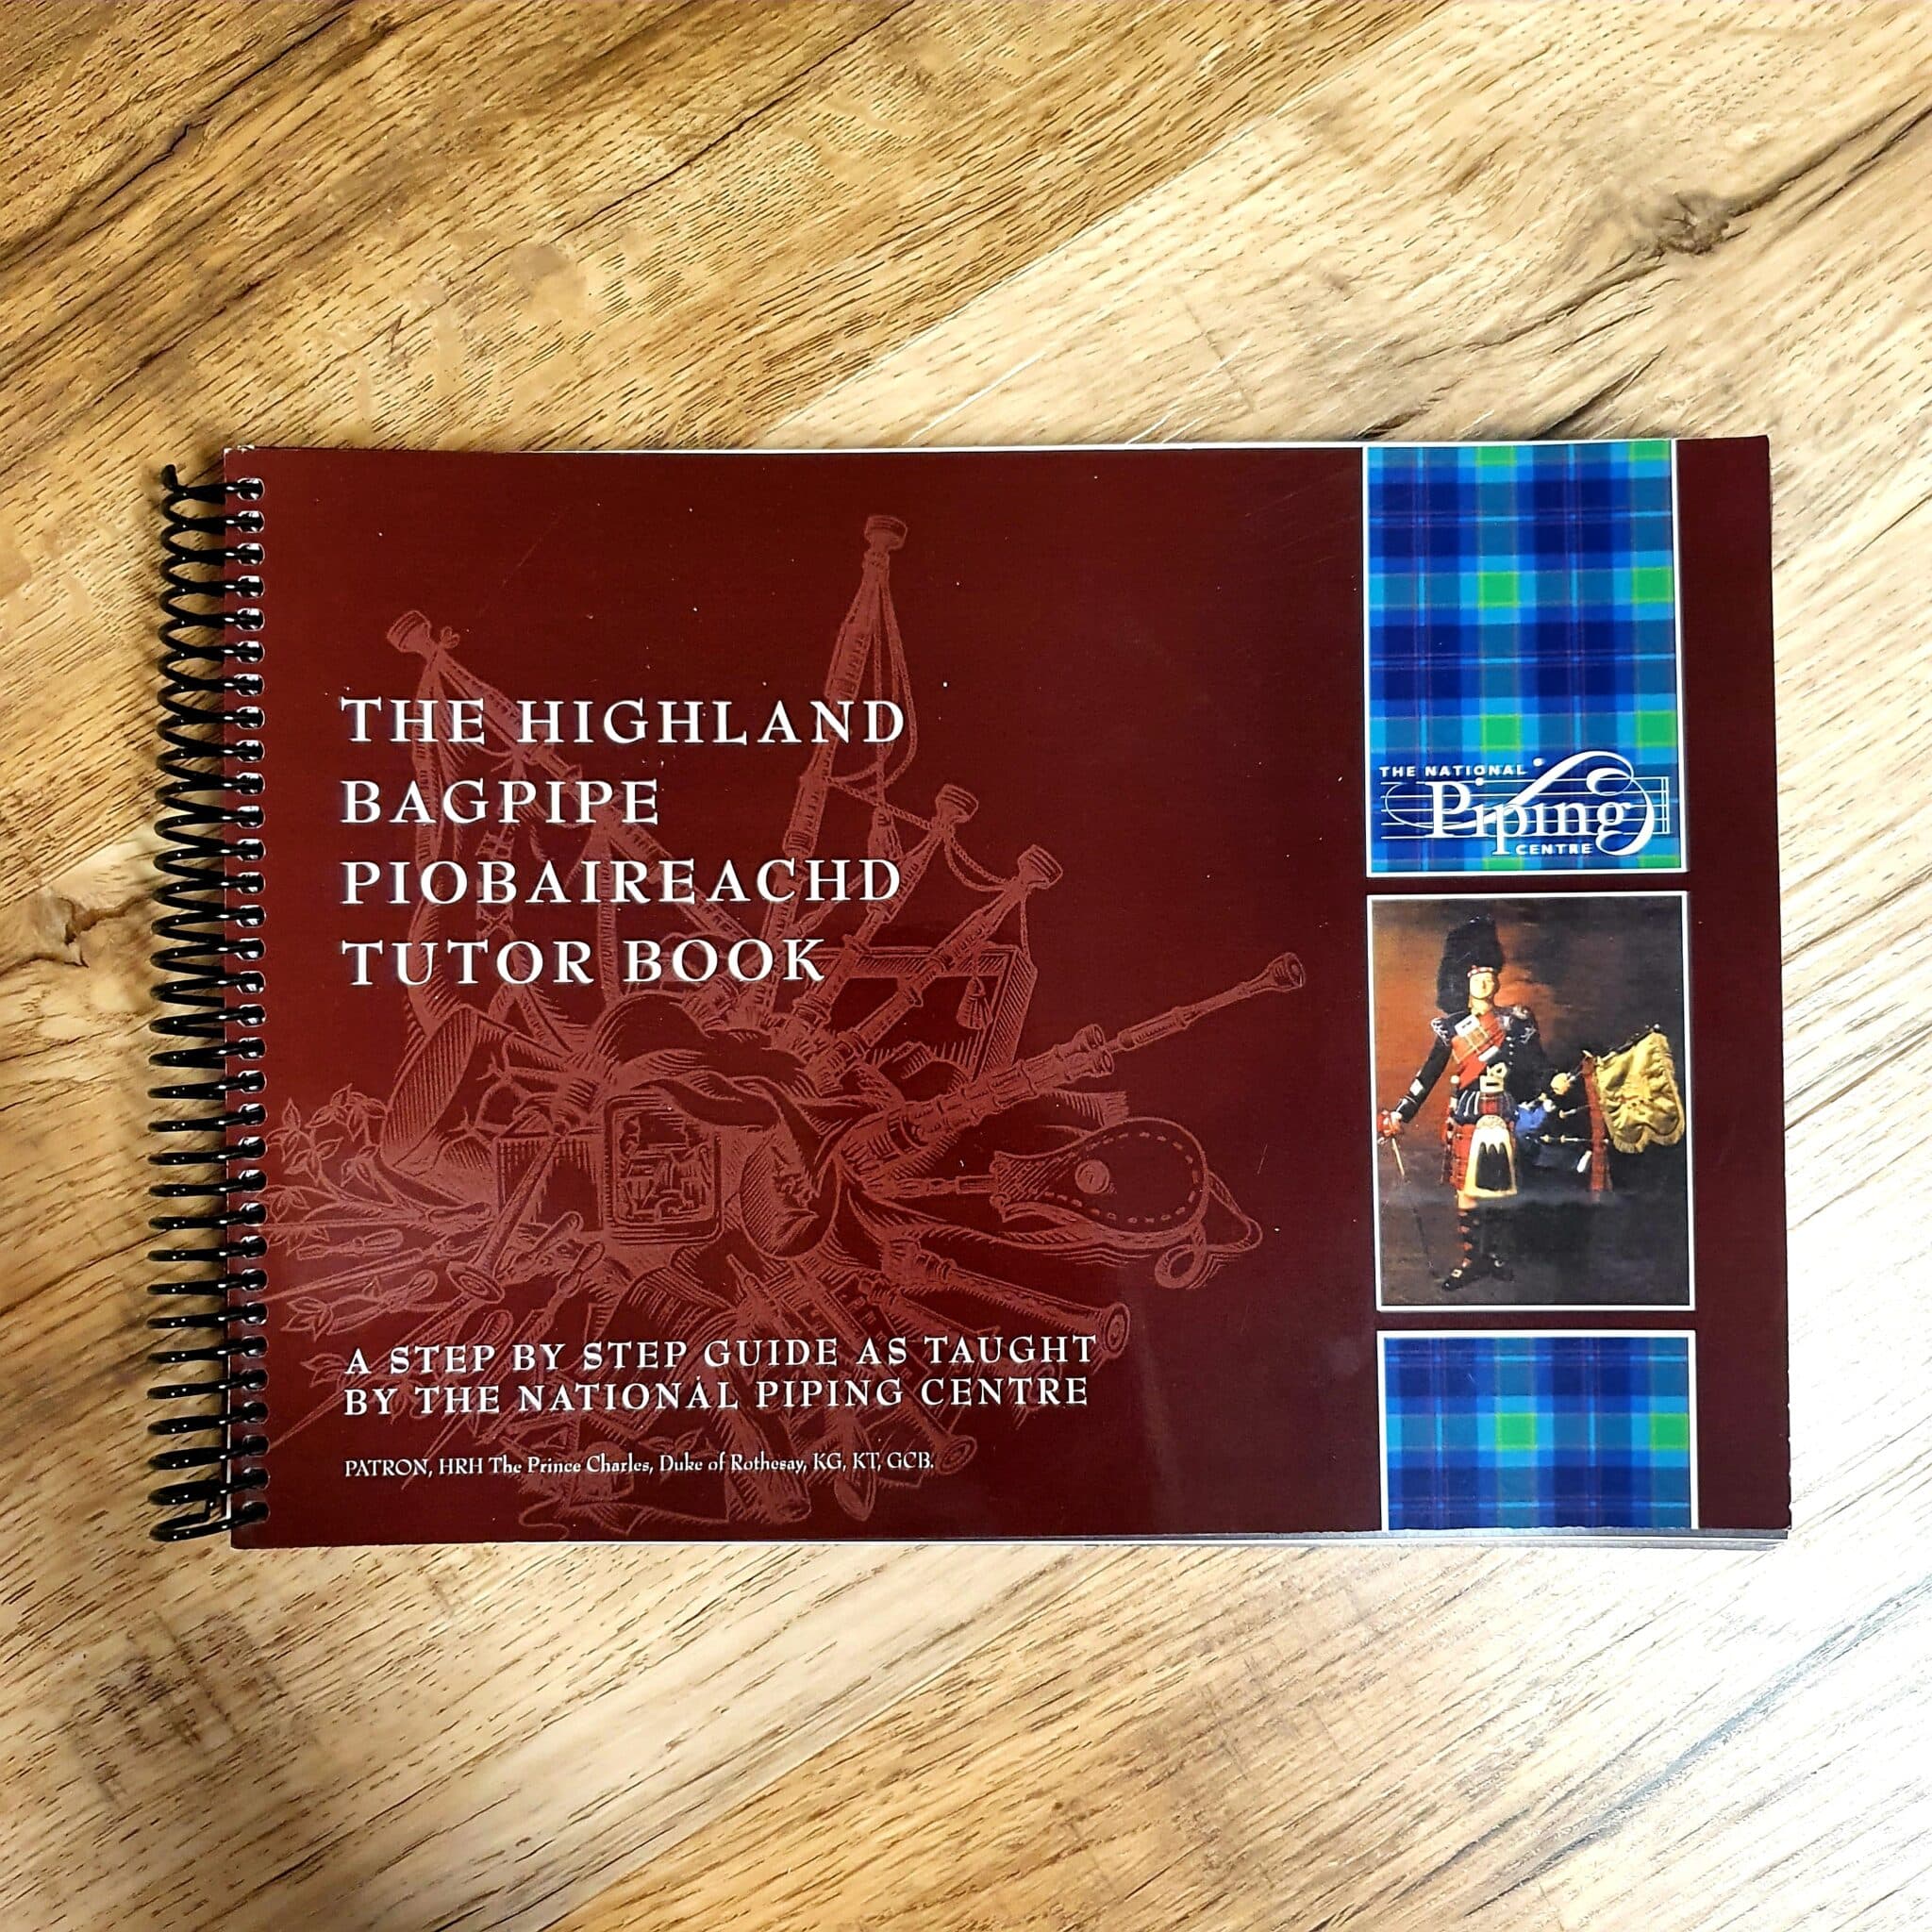 THE HIGHLAND
BAGPIPE
PIOBAIREACHD
TUTOR BOOK
A STEP BY STEP GUIDE AS TAUGHT
BY THE NATIONAL PIPING CENTRE
PATRON, HRH The Prince Charles, Duke of Rothesay, KG, KT, GCB.
THE NATIONAL
Piping
CENTRE